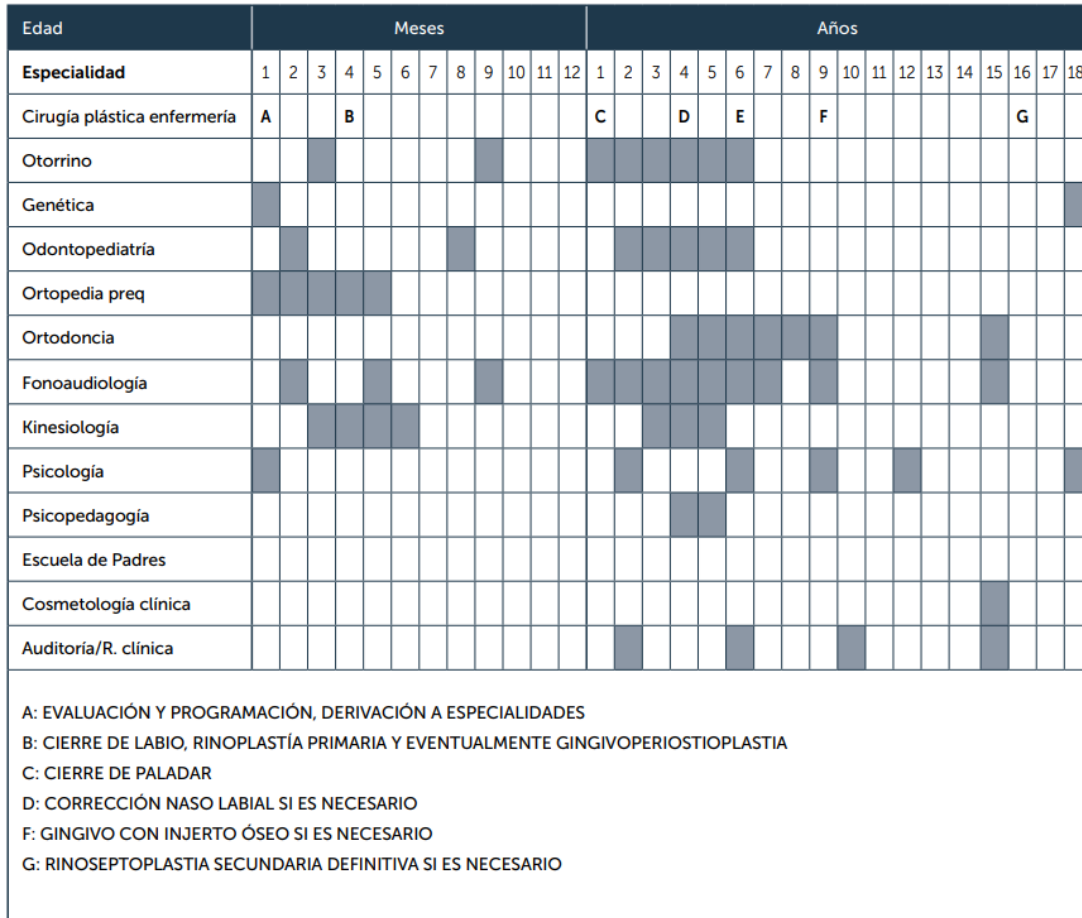 Edad Meses Años
Especialidad 1 2 3 4 5 6 7 8 9 10 11 12 1 2 3 4 5 6 7 8 9 10 11 12 13 14 15 16 17 18
Cirugía plástica enfermería A B C D E F G
Otorrino
Genética
Odontopediatría
Ortopedia preq
Ortodoncia
Fonoaudiología
Kinesiología
Psicología
Psicopedagogía
Escuela de Padres
Cosmetología clínica
Auditoría/R. clínica
A: EVALUACIÓN Y PROGRAMACIÓN, DERIVACIÓN A ESPECIALIDADES
B: CIERRE DE LABIO, RINOPLASTÍA PRIMARIA Y EVENTUALMENTE GINGIVOPERIOSTIOPLASTIA
C: CIERRE DE PALADAR
D: CORRECCIÓN NASO LABIAL SI ES NECESARIO
F: GINGIVO CON INJERTO ÓSEO SI ES NECESARIO
G: RINOSEPTOPLASTIA SECUNDARIA DEFINITIVA SI ES NECESARIO